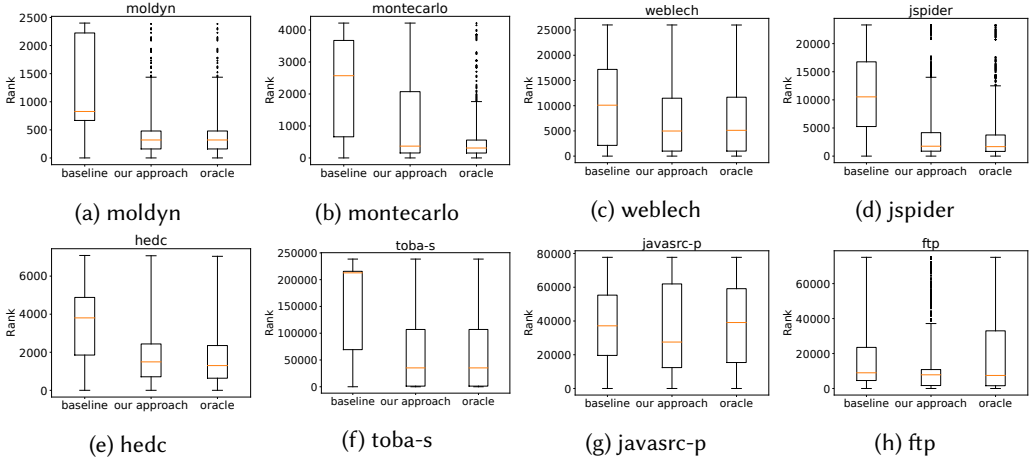 moldyn
Rank
2500
2000
1500
1000
500
0
baseline our approach oracle
(a) moldyn
montecarlo
Rank
4000
3000
2000
1000
0
baseline our approach oracle
(b) montecarlo
weblech
Rank
25000
20000
15000
10000
5000
0
baseline our approach oracle
(c) weblech
jspider
Rank
20000
15000
10000
5000
0
baseline our approach oracle
(d) jspider
hedc
Rank
6000
4000
2000
0
baseline our approach oracle
(e) hedc
toba-s
Rank
250000
200000
150000
100000
50000
0
baseline our approach oracle
(f) toba-s
javasrc-p
Rank
80000
60000
40000
20000
0
baseline our approach oracle
(g) javasrc-p
ftp
Rank
60000
40000
20000
0
baseline our approach oracle
(h) ftp